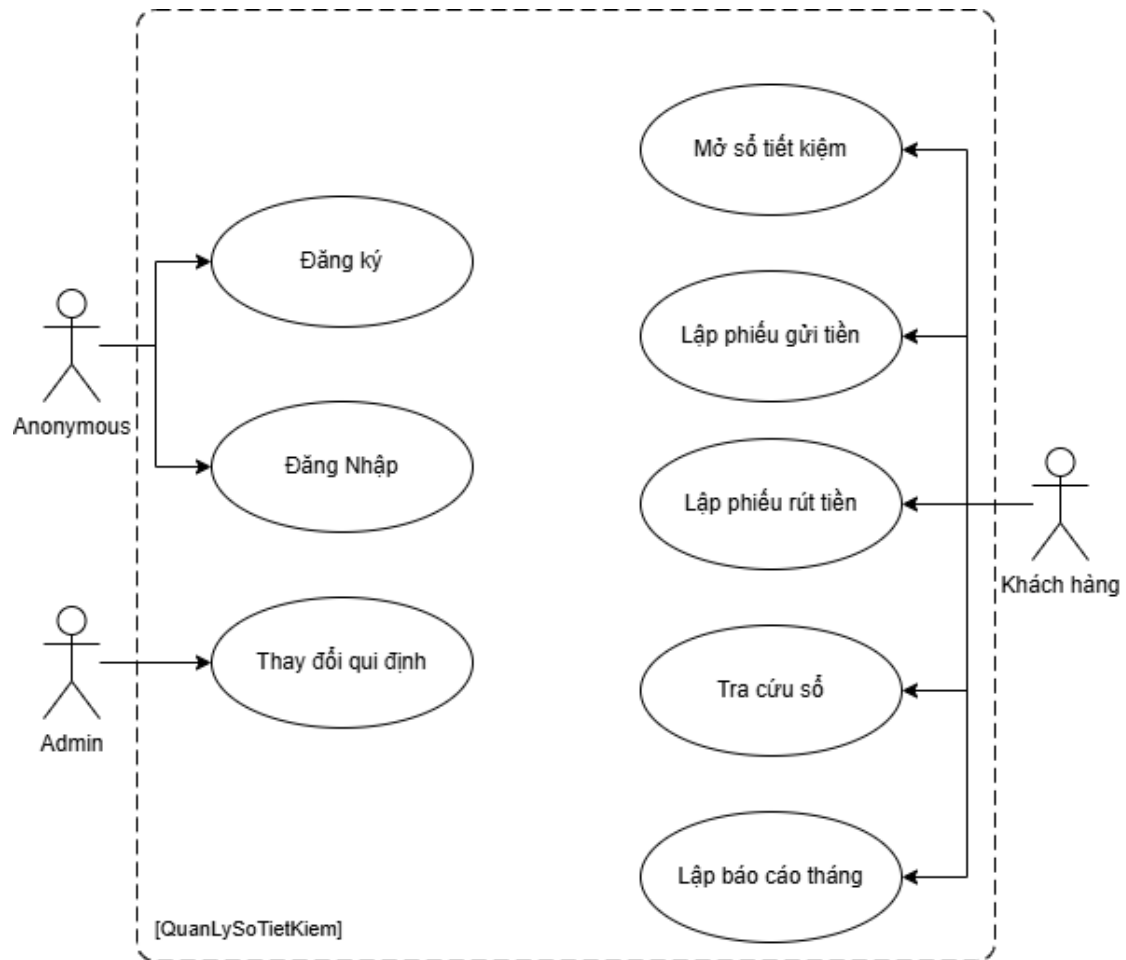 Mở sổ tiết kiệm
Đăng ký
Lập phiếu gửi tiền
Anonymous
Đăng Nhập
Lập phiếu rút tiền
Khách hàng
Thay đổi qui định
Tra cứu sổ
Admin
Lập báo cáo tháng
[QuanLySoTietKiem]